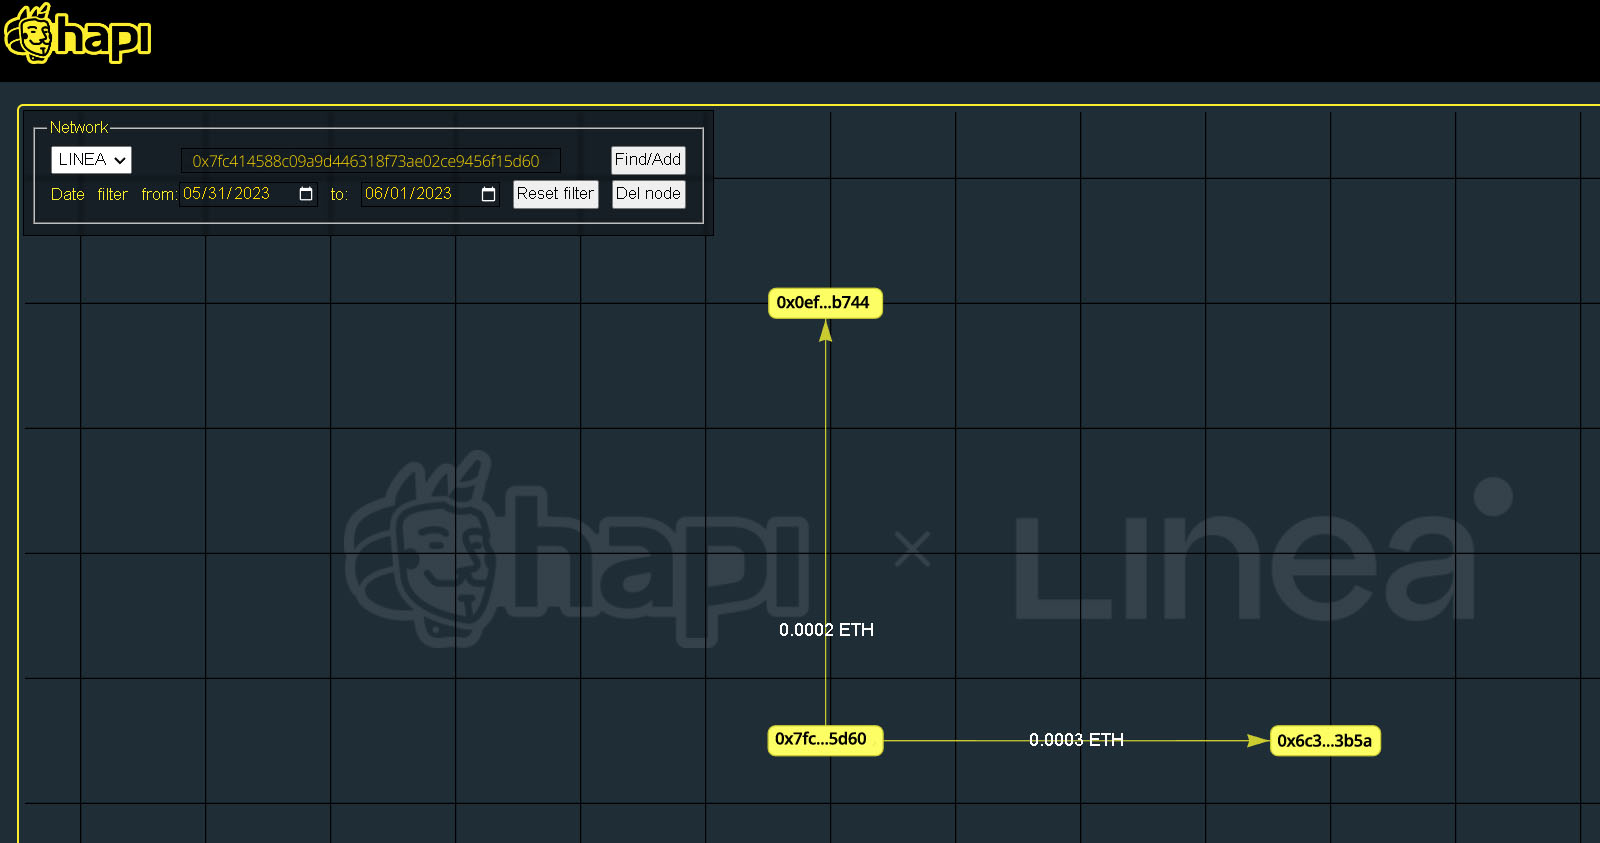 hapi
Network
LINEA 0x7fc414588c09a9d446318f73ae02ce9456f15d60 Find/Add
Date filter from: 05/31/2023 to: 06/01/2023 Reset filter Del node
0x0ef...b744
hapi × Linea
0.0002 ETH
0x7fc...5d60 0.0003 ETH 0x6c3...3b5a